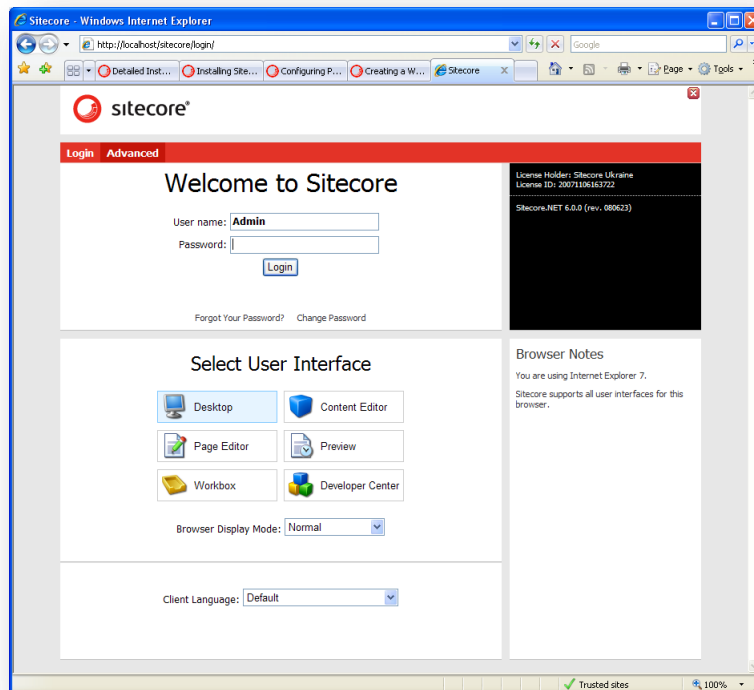 Sitecore - Windows Internet Explorer
http://localhost/sitecore/login/
Google
Detailed Inst...
Installing Site...
Configuring P...
Creating a W...
Sitecore
Page
Tools
sitecore®
Login Advanced
Welcome to Sitecore
User name: Admin
Password:
Login
Forgot Your Password? Change Password
License Holder: Sitecore Ukraine
License ID: 20071106163722
Sitecore.NET 6.0.0 (rev. 080623)
Select User Interface
Desktop
Content Editor
Page Editor
Preview
Workbox
Developer Center
Browser Display Mode: Normal
Client Language: Default
Browser Notes
You are using Internet Explorer 7.
Sitecore supports all user interfaces for this
browser.
Trusted sites
100%